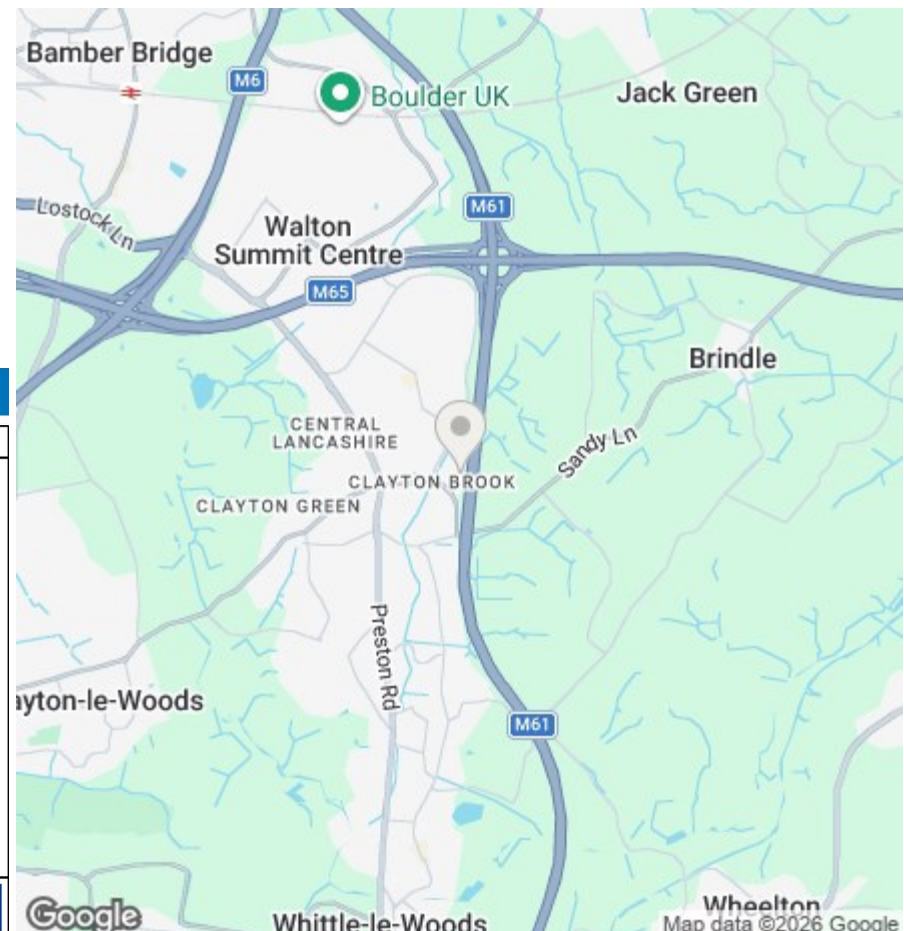 Bamber Bridge
M6
Boulder UK
Jack Green
Lostock Ln
M61
Walton
Summit Centre
M65
Brindle
CENTRAL
LANCASHIRE
Sandy Ln
CLAYTON BROOK
CLAYTON GREEN
Preston Rd
ayton-le-Woods
M61
Wheelton
Google
Whittle-le-Woods
Map data ©2026 Google